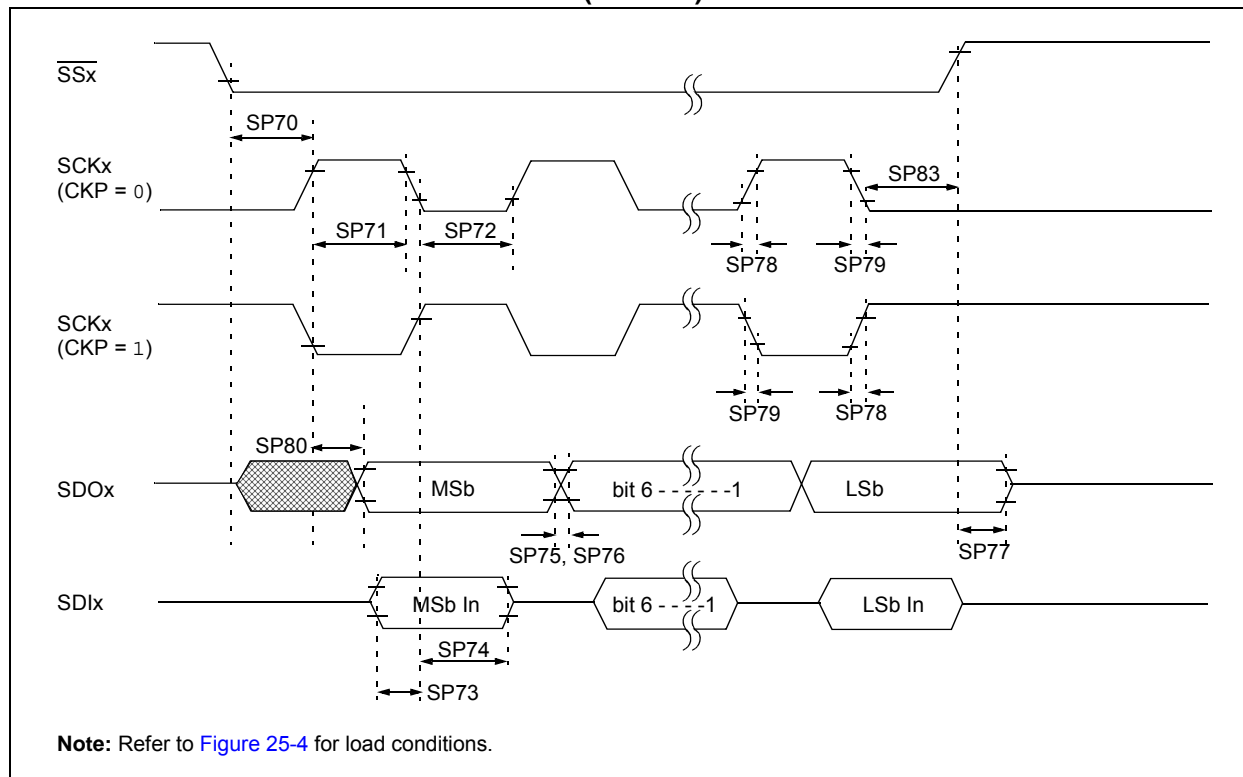 SSx
SP70
SCKx
(CKP = 0)
SP83
SP71
SP72
SP78
SP79
SCKx
(CKP = 1)
SP79
SP78
SP80
SDOx
MSb
bit 6 - - - - - -1
LSb
SP75, SP76
SP77
SDIx
MSb In
bit 6 - - - -1
LSb In
SP74
SP73
Note: Refer to Figure 25-4 for load conditions.